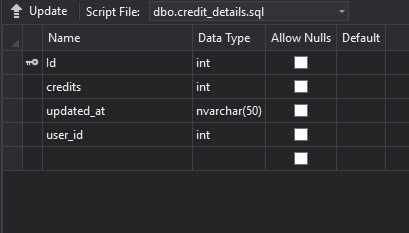 Update Script File: dbo.credit_details.sql
Name Data Type Allow Nulls Default
Id int
credits int
updated_at nvarchar(50)
user_id int